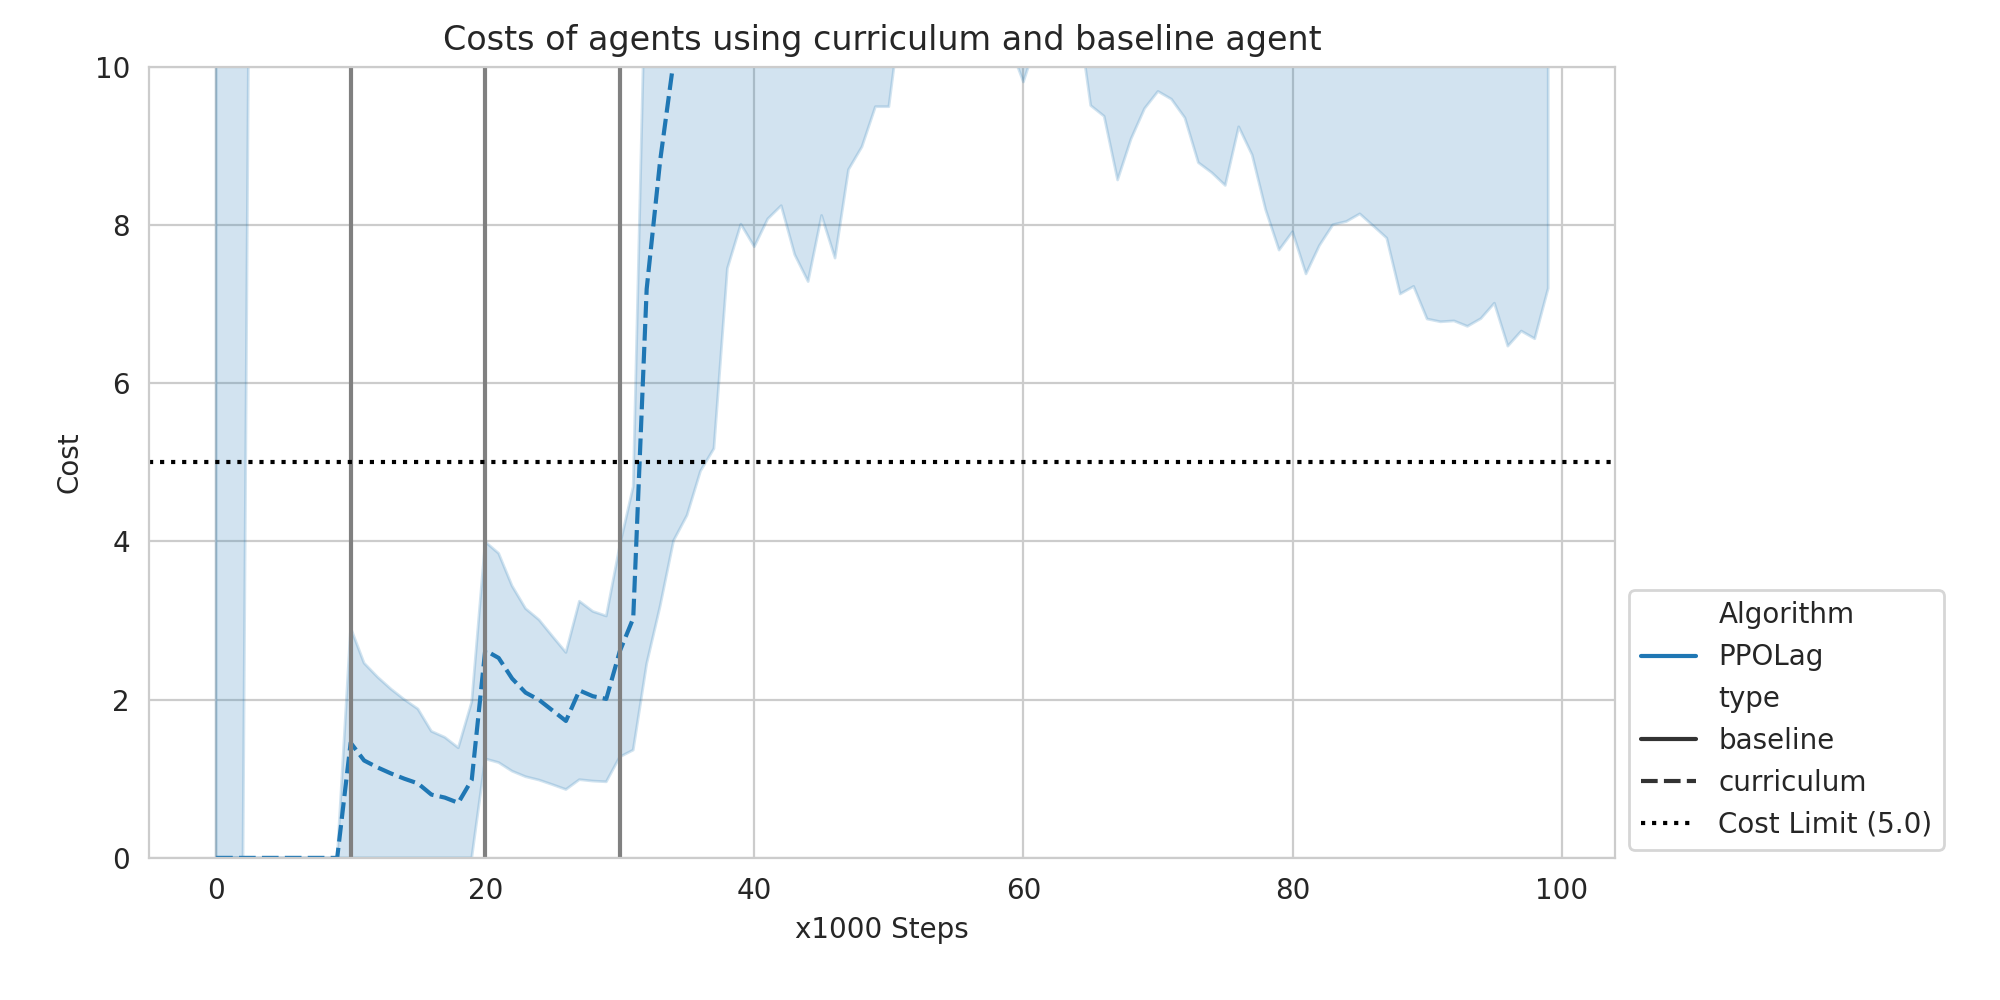 Costs of agents using curriculum and baseline agent
10
8
6
4
2
0
Cost
0 20 40 60 80 100
x1000 Steps
Algorithm
PPOLag
type
baseline
curriculum
Cost Limit (5.0)